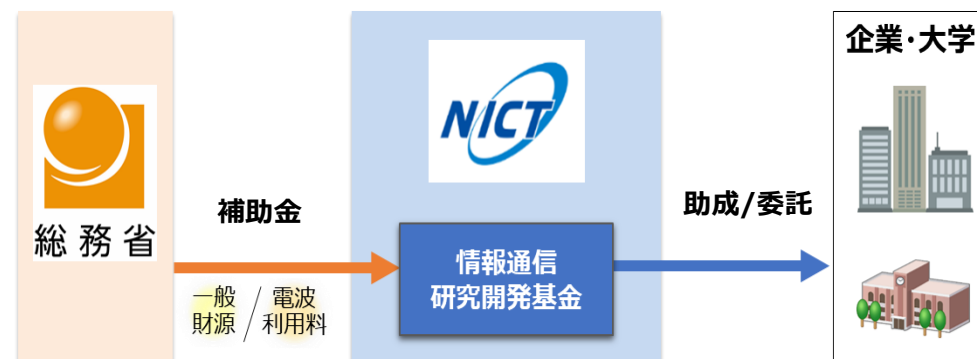 総務省
補助金
一般
財源
/
電波
利用料
NICT
情報通信
研究開発基金
助成/委託
企業・大学